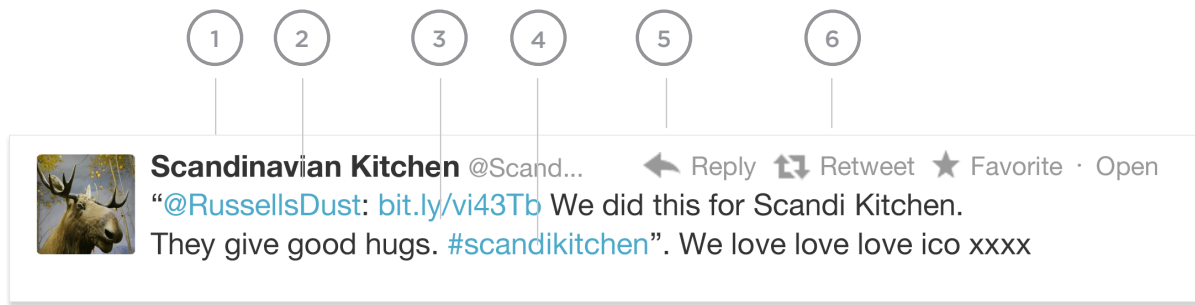 1 2 3 4 5 6
Scandinavian Kitchen @Scand... Reply Retweet Favorite · Open
“@RussellsDust: bit.ly/vi43Tb We did this for Scandi Kitchen.
They give good hugs. #scandikitchen”. We love love love ico xxxx